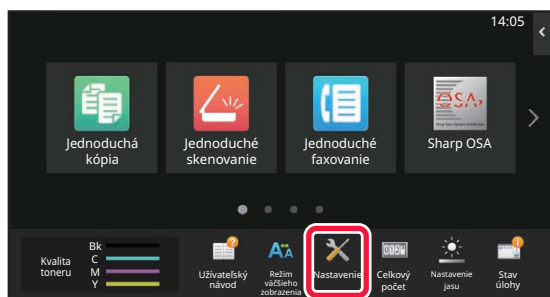 14:05
Jednoduchá
kópia
Jednoduché
skenovanie
Jednoduché
faxovanie
OSA
Sharp OSA
Kvalita
toneru
Bk
C
M
Y
Užívateľský
návod
Režim
väčšieho
zobrazenia
Nastavenie
Celkový
počet
Nastavenie
jasu
Stav
úlohy